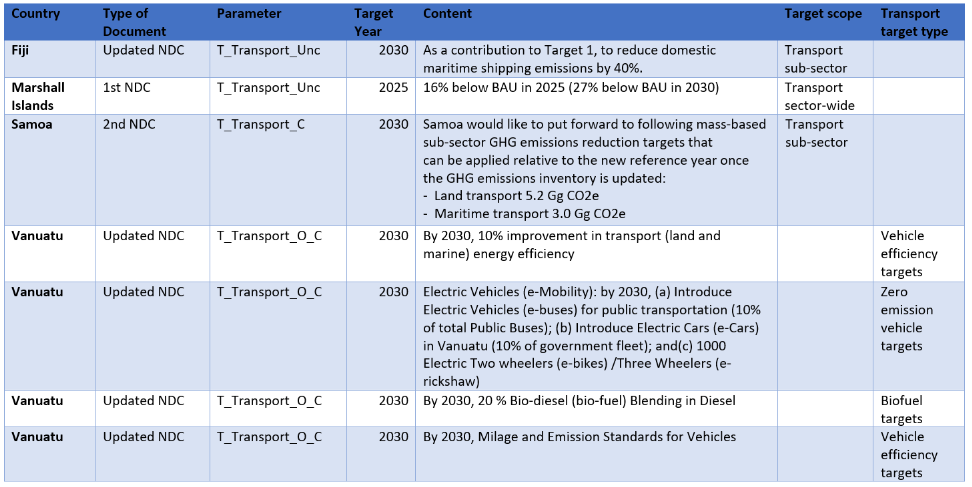 Country
Type of Document
Parameter
Target Year
Content
Target scope
Transport target type
Fiji
Updated NDC
T_Transport_Unc
2030
As a contribution to Target 1, to reduce domestic
maritime shipping emissions by 40%.
Transport
sub-sector
Marshall
Islands
1st NDC
T_Transport_Unc
2025
16% below BAU in 2025 (27% below BAU in 2030)
Transport
sector-wide
Samoa
2nd NDC
T_Transport_C
2030
Samoa would like to put forward to following mass-based
sub-sector GHG emissions reduction targets that
can be applied relative to the new reference year once
the GHG emissions inventory is updated:
- Land transport 5.2 Gg CO2e
- Maritime transport 3.0 Gg CO2e
Transport
sub-sector
Vanuatu
Updated NDC
T_Transport_O_C
2030
By 2030, 10% improvement in transport (land and
marine) energy efficiency
Vehicle
efficiency
targets
Vanuatu
Updated NDC
T_Transport_O_C
2030
Electric Vehicles (e-Mobility): by 2030, (a) Introduce
Electric Vehicles (e-buses) for public transportation (10%
of total Public Buses); (b) Introduce Electric Cars (e-Cars)
in Vanuatu (10% of government fleet); and(c) 1000
Electric Two wheelers (e-bikes) /Three Wheelers (e-
rickshaw)
Zero
emission
vehicle
targets
Vanuatu
Updated NDC
T_Transport_O_C
2030
By 2030, 20 % Bio-diesel (bio-fuel) Blending in Diesel
Biofuel
targets
Vanuatu
Updated NDC
T_Transport_O_C
2030
By 2030, Milage and Emission Standards for Vehicles
Vehicle
efficiency
targets